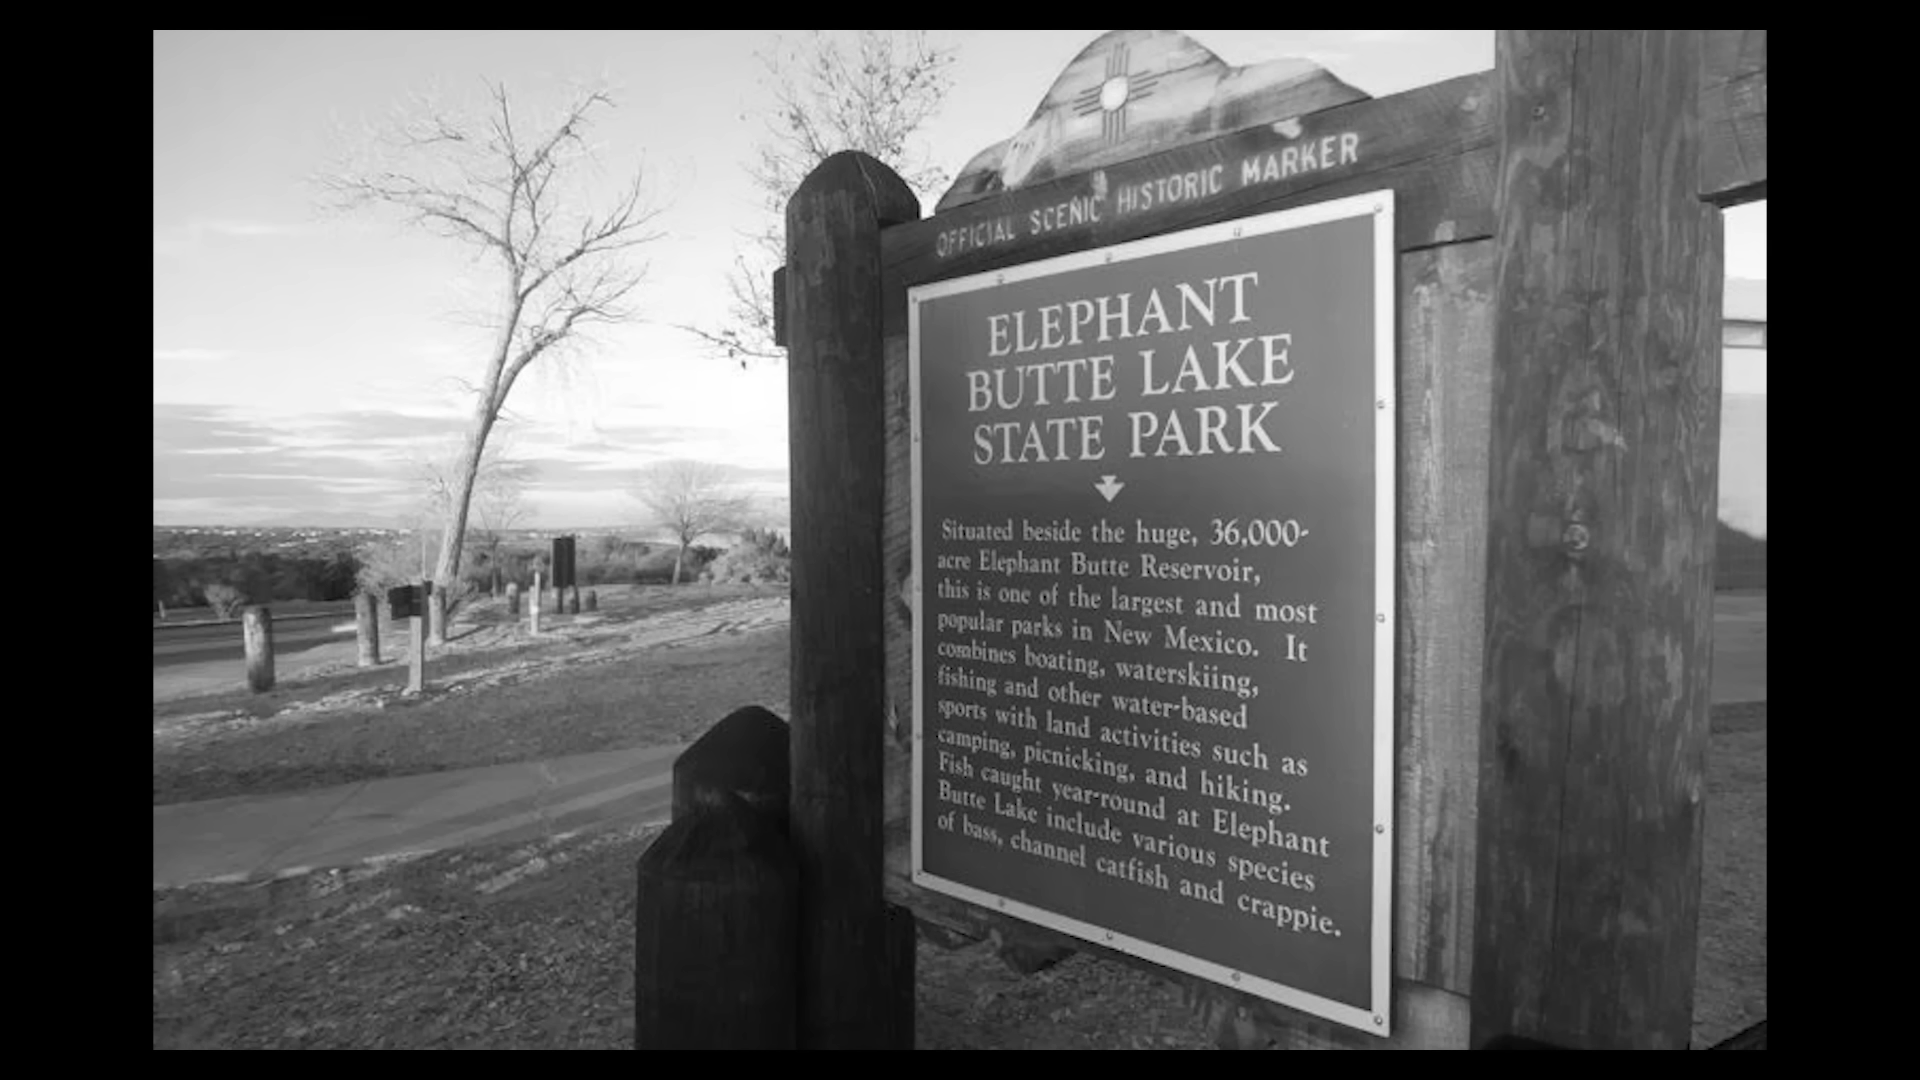 OFFICIAL SCENIC HISTORIC MARKER
ELEPHANT
BUTTE LAKE
STATE PARK
Situated beside the huge, 36,000-
acre Elephant Butte Reservoir,
this is one of the largest and most
popular parks in New Mexico. It
combines boating, waterskiing,
fishing and other water-based
sports with land activities such as
camping, picnicking, and hiking.
Fish caught year-round at Elephant
Butte Lake include various species
of bass, channel catfish and crappie.